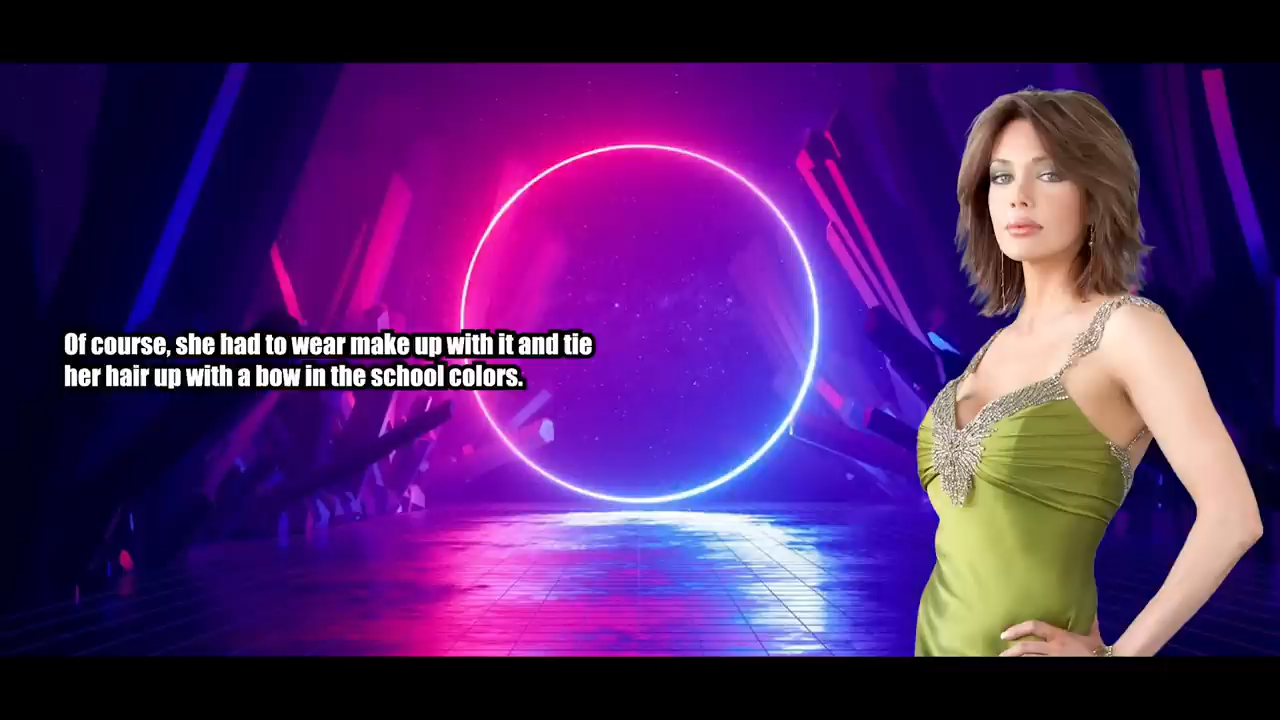 Of course, she had to wear make up with it and tie
her hair up with a bow in the school colors.